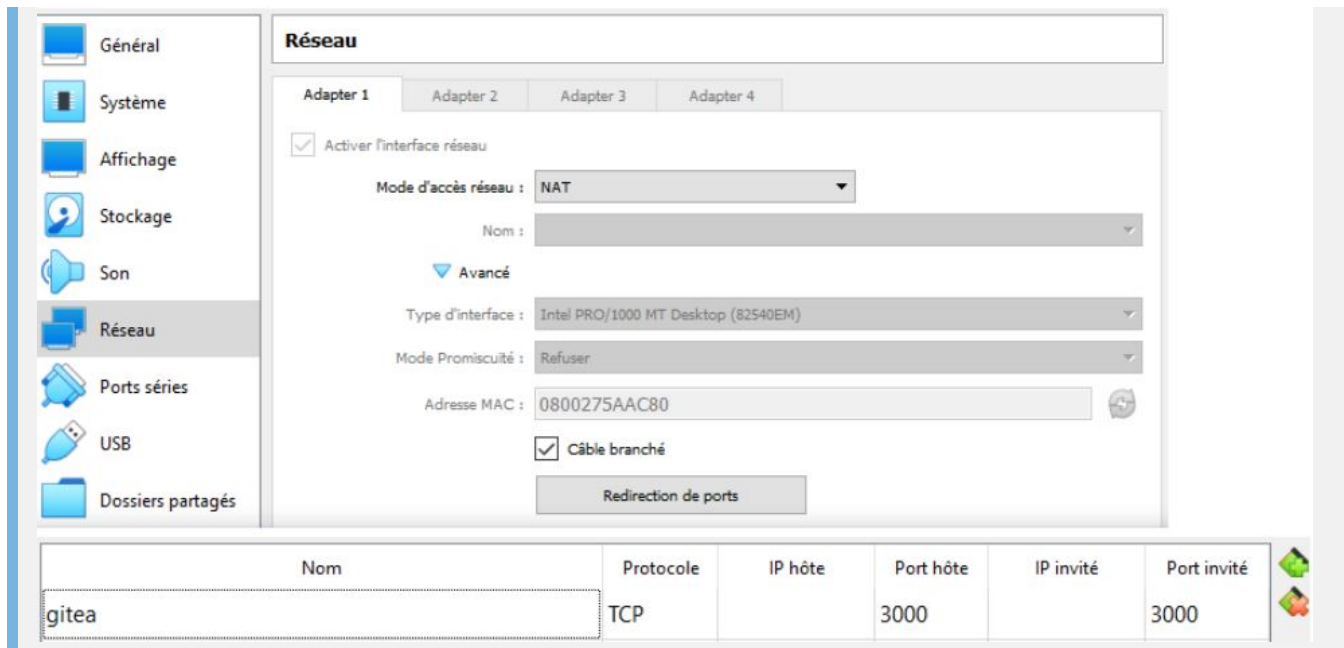 Général
Système
Affichage
Stockage
Son
Réseau
Ports séries
USB
Dossiers partagés
Réseau
Adapter 1 Adapter 2 Adapter 3 Adapter 4
Activer l'interface réseau
Mode d'accès réseau : NAT
Nom :
Avancé
Type d'interface : Intel PRO/1000 MT Desktop (82540EM)
Mode Promiscuité : Refuser
Adresse MAC : 0800275AAC80
Câble branché
Redirection de ports
Nom Protocole IP hôte Port hôte IP invité Port invité
gitea TCP 3000 3000